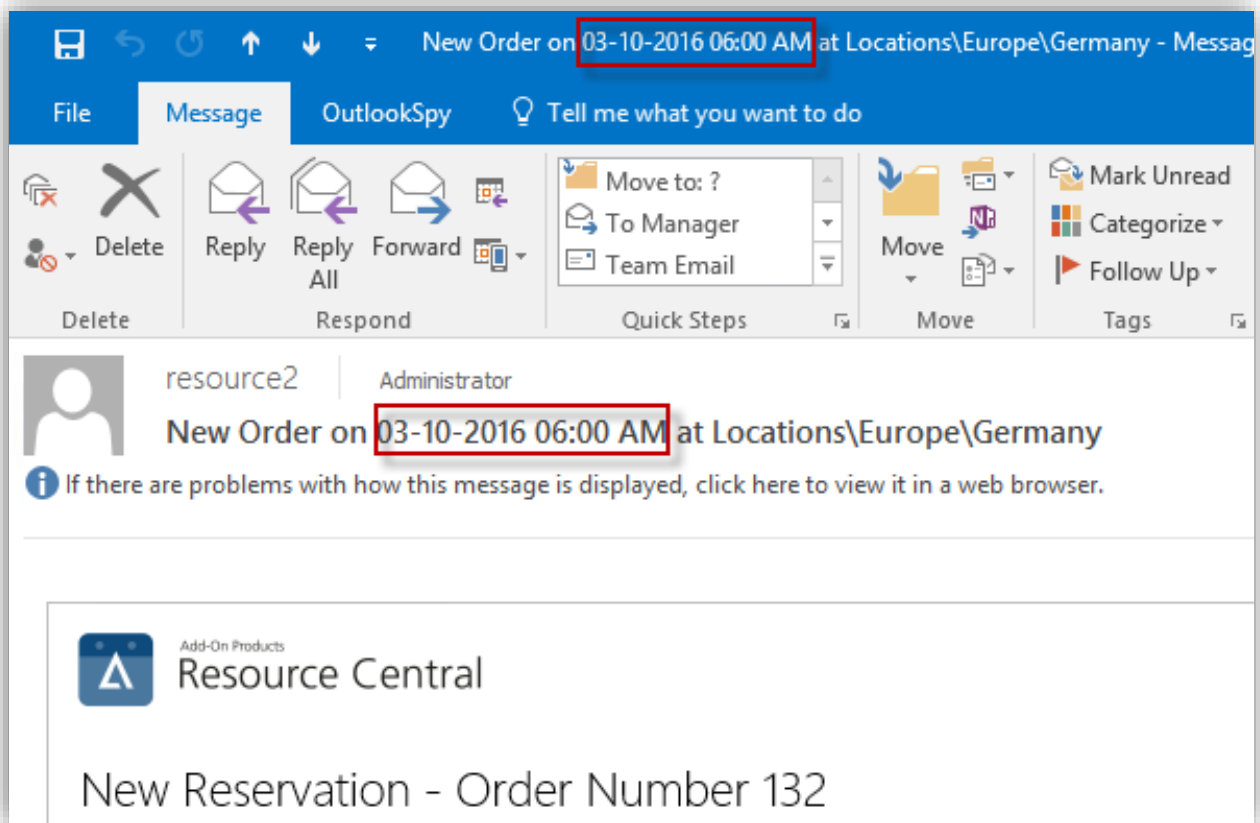 New Order on 03-10-2016 06:00 AM at Locations\Europe\Germany - Messag
File Message OutlookSpy Tell me what you want to do
Move to: ? Mark Unread
To Manager Categorize
Delete Reply Reply All Forward Team Email Move Follow Up
Delete Respond Quick Steps Move Tags
resource2 Administrator
New Order on 03-10-2016 06:00 AM at Locations\Europe\Germany
If there are problems with how this message is displayed, click here to view it in a web browser.
Add-On Products
Resource Central
New Reservation - Order Number 132